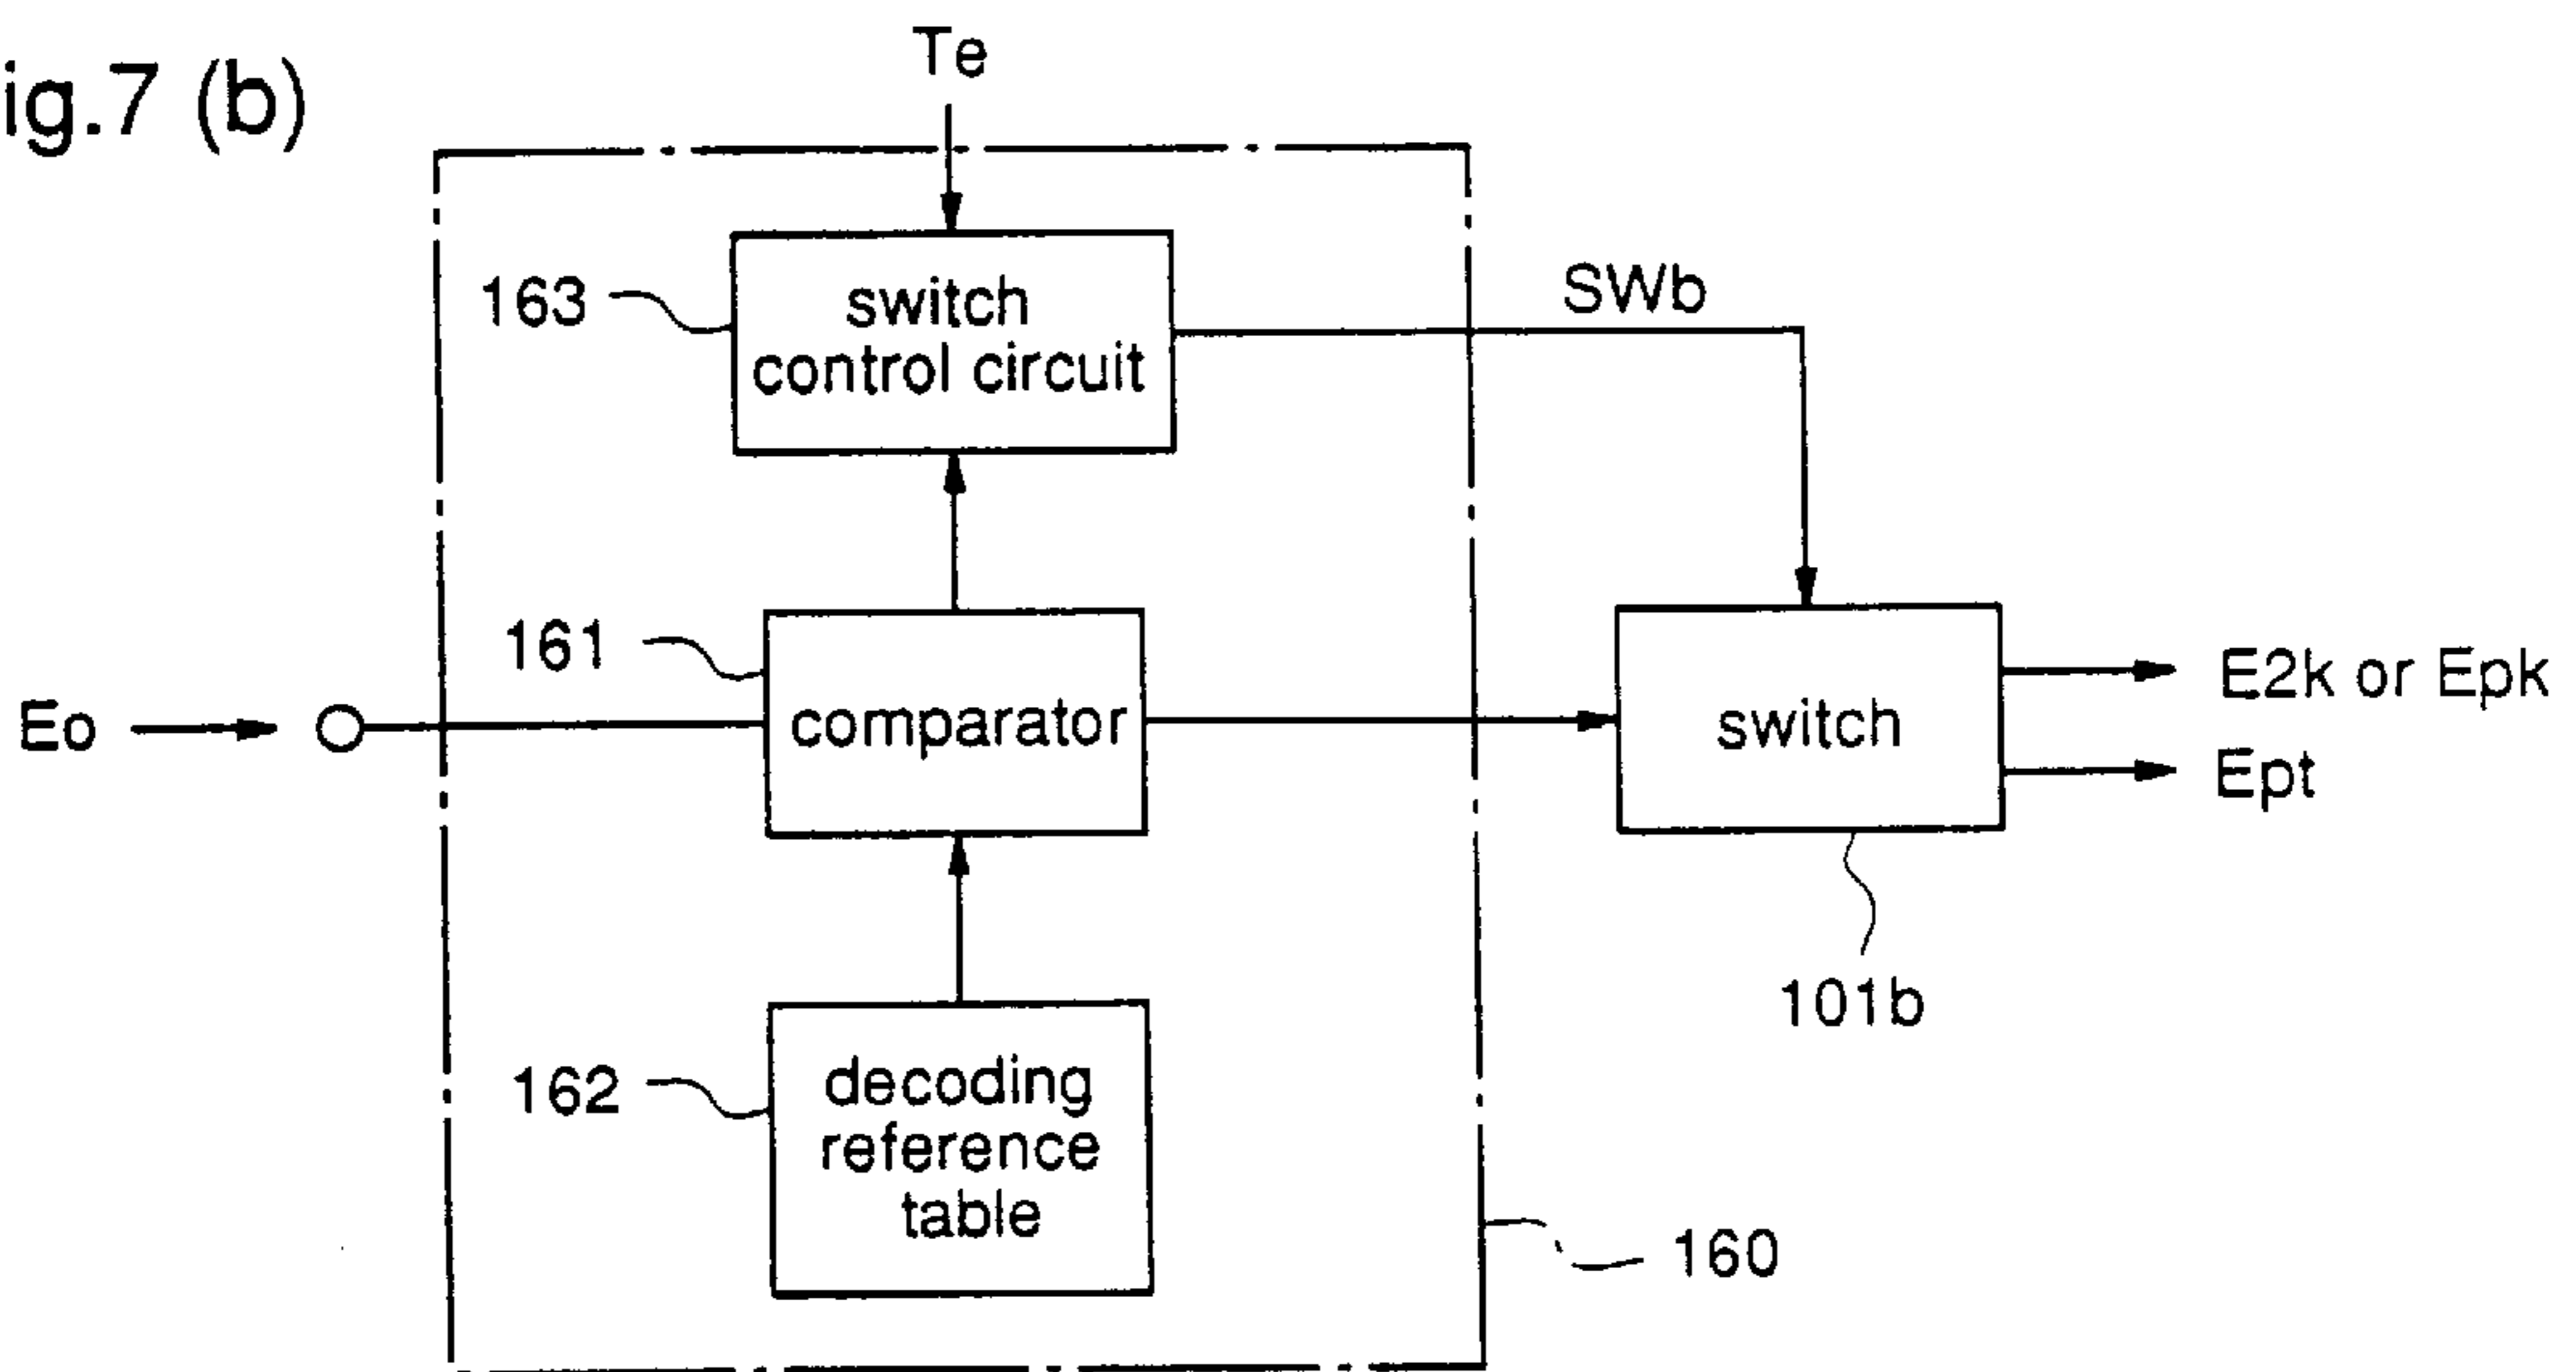 ig.7 (b)
Te
163
switch
control circuit
SWb
161
Eo
comparator
switch
E2k or Epk
Ept
101b
162
decoding
reference
table
160